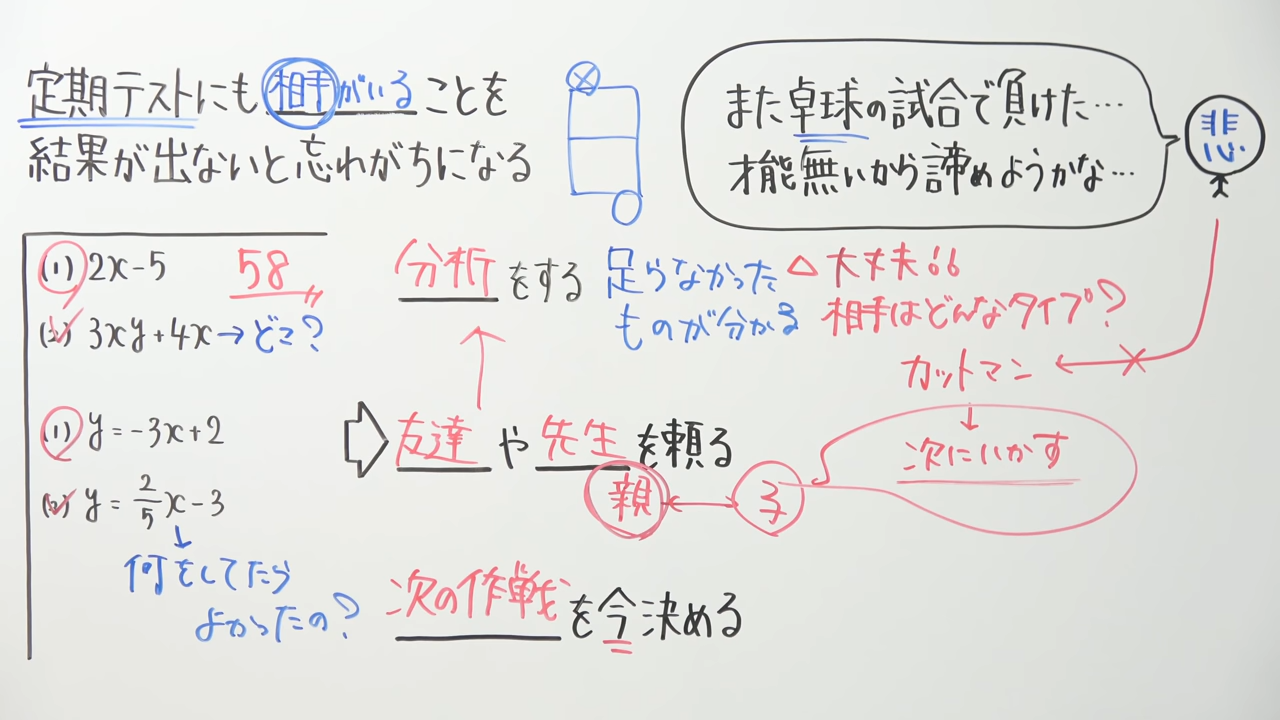 定期テストにも相手がいることを
結果が出ないと忘れがちになる
また卓球の試合で負けた…
才能無いから諦めようかな…
悲
(1) 2x-5
58
(2) 3xy+4x→どこ?
(1) y=-3x+2
(2) y=2/5x-3
何をしてたら
よかったの?
分析をする
足らなかった
ものが分かる
△大丈夫!!
相手はどんなタイプ?
カットマン
次にいかす
友達や先生を頼る
親
子
次の作戦を今決める